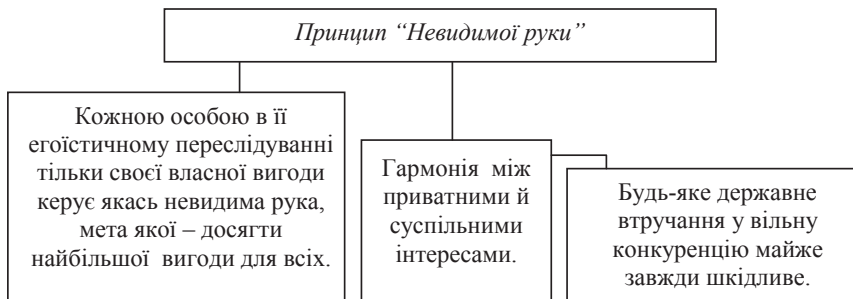 Принцип “Невидимої руки”
Кожною особою в її
егоїстичному переслідуванні
тільки своєї власної вигоди
керує якась невидима рука,
мета якої – досягти
найбільшої вигоди для всіх.
Гармонія між
приватними й
суспільними
інтересами.
Будь-яке державне
втручання у вільну
конкуренцію майже
завжди шкідливе.